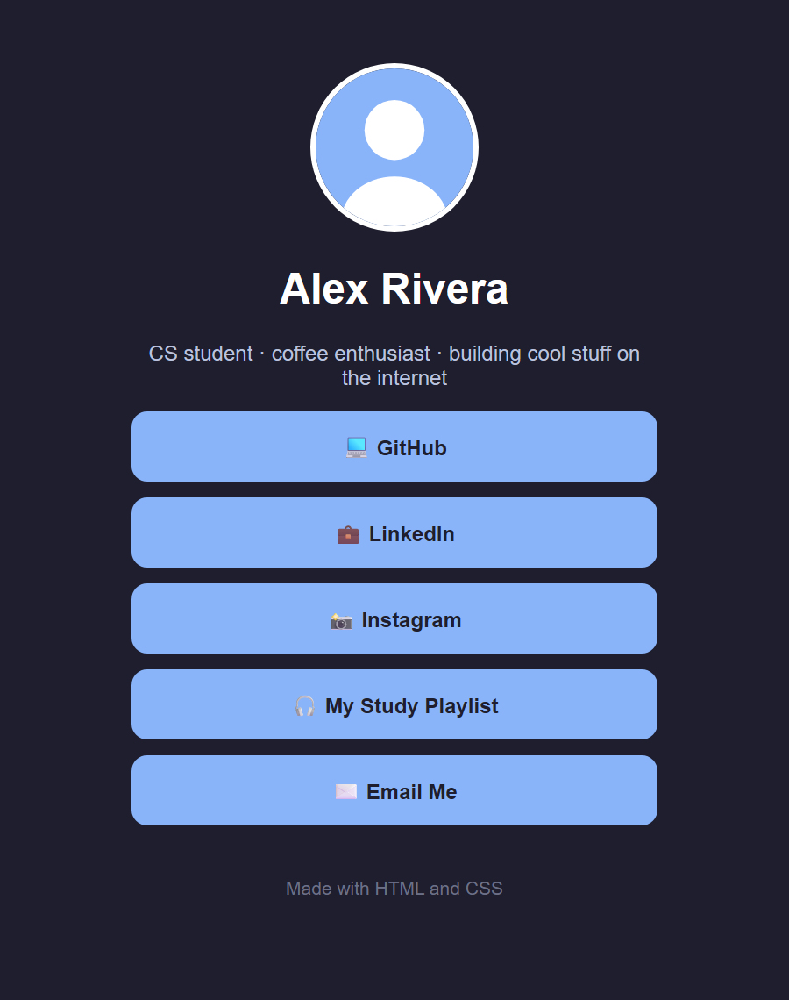 Alex Rivera
CS student · coffee enthusiast · building cool stuff on
the internet
💻 GitHub
💼 LinkedIn
📸 Instagram
🎧 My Study Playlist
✉️ Email Me
Made with HTML and CSS